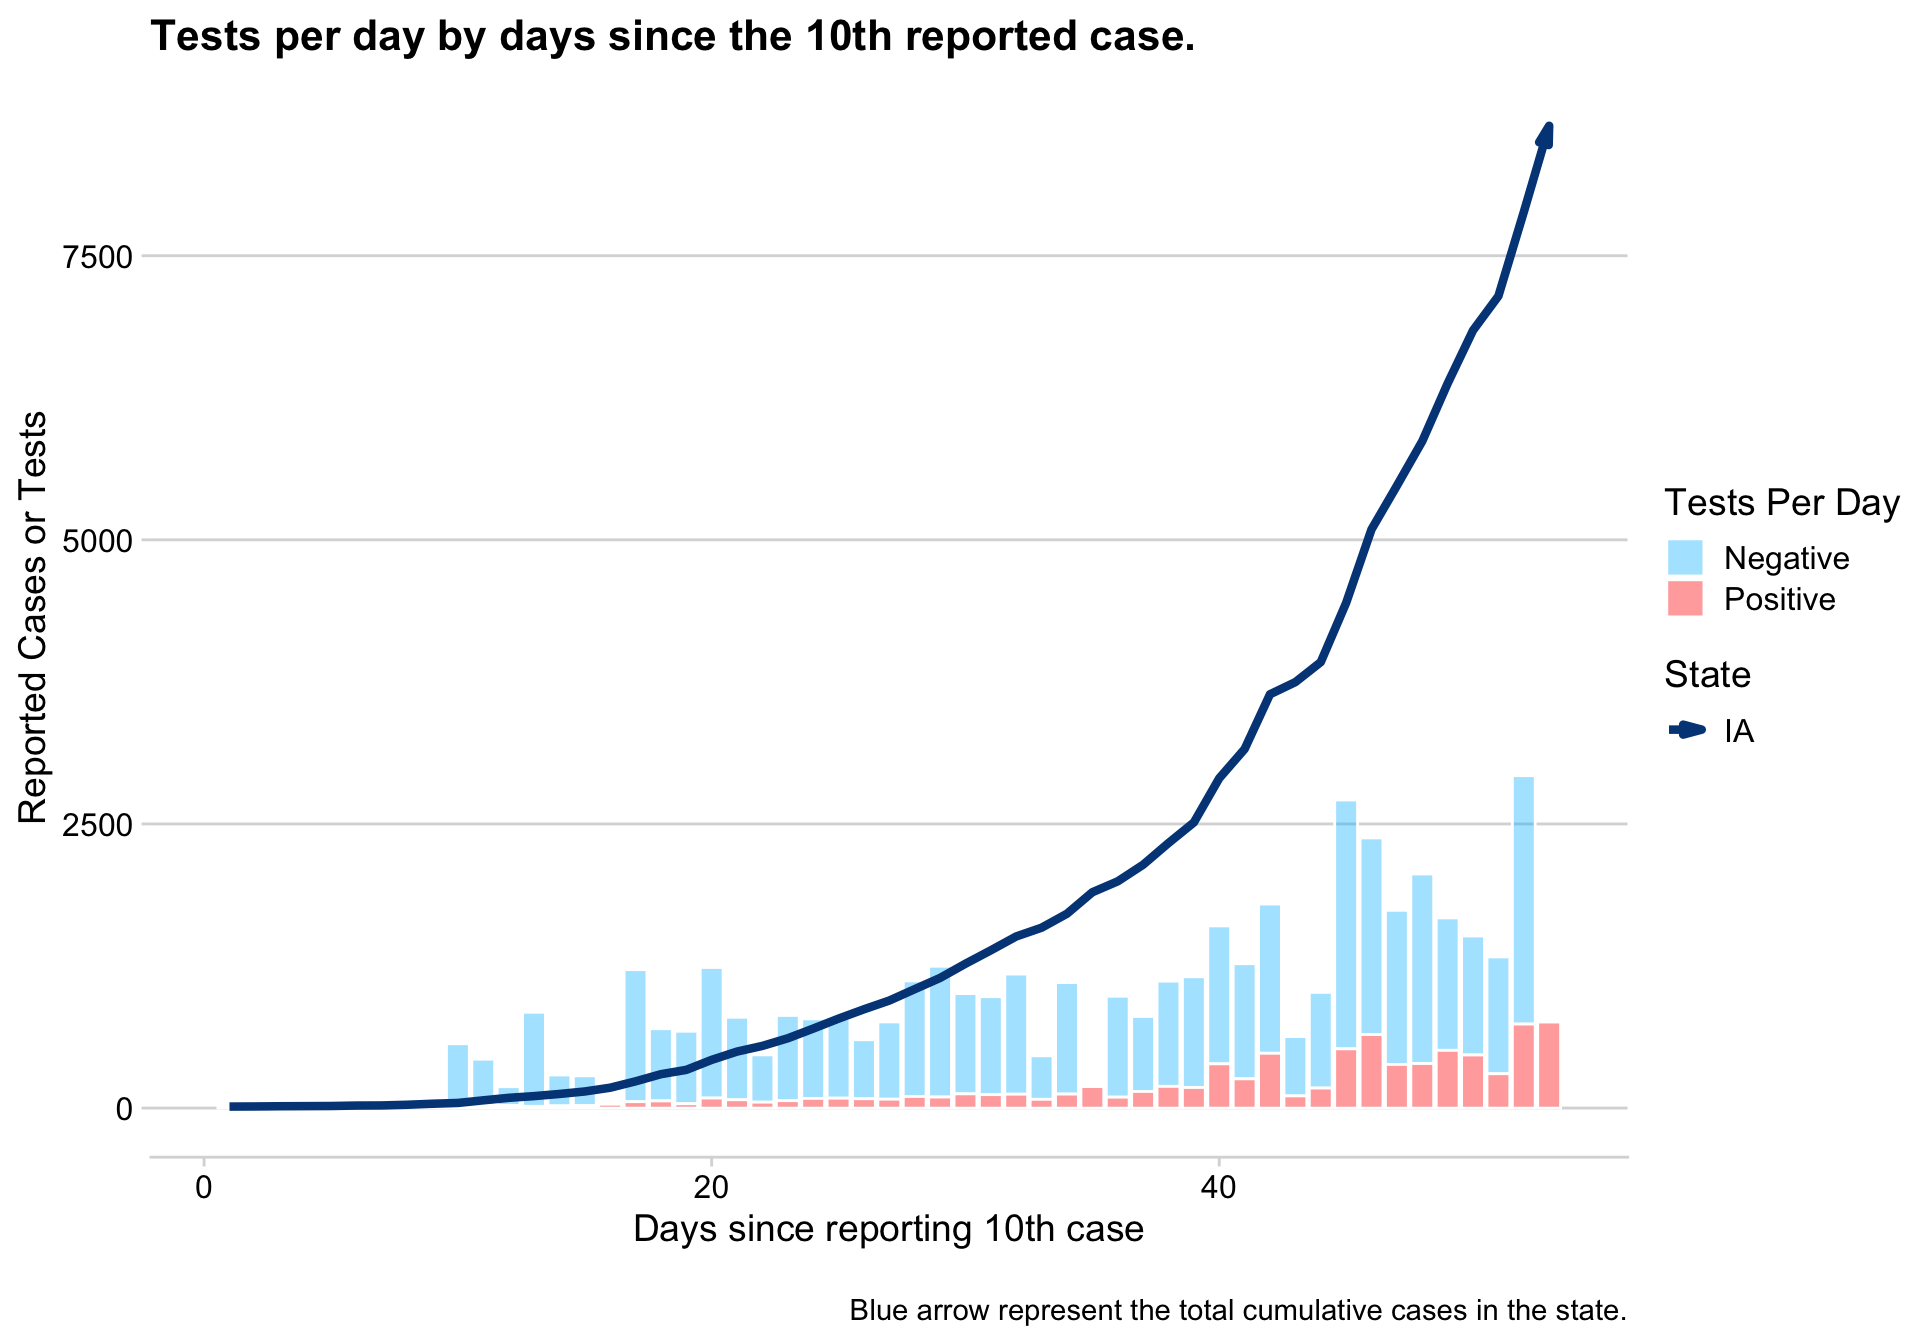 Tests per day by days since the 10th reported case.
7500
5000
2500
0
Reported Cases or Tests
0
20
40
Days since reporting 10th case
Tests Per Day
Negative
Positive
State
IA
Blue arrow represent the total cumulative cases in the state.